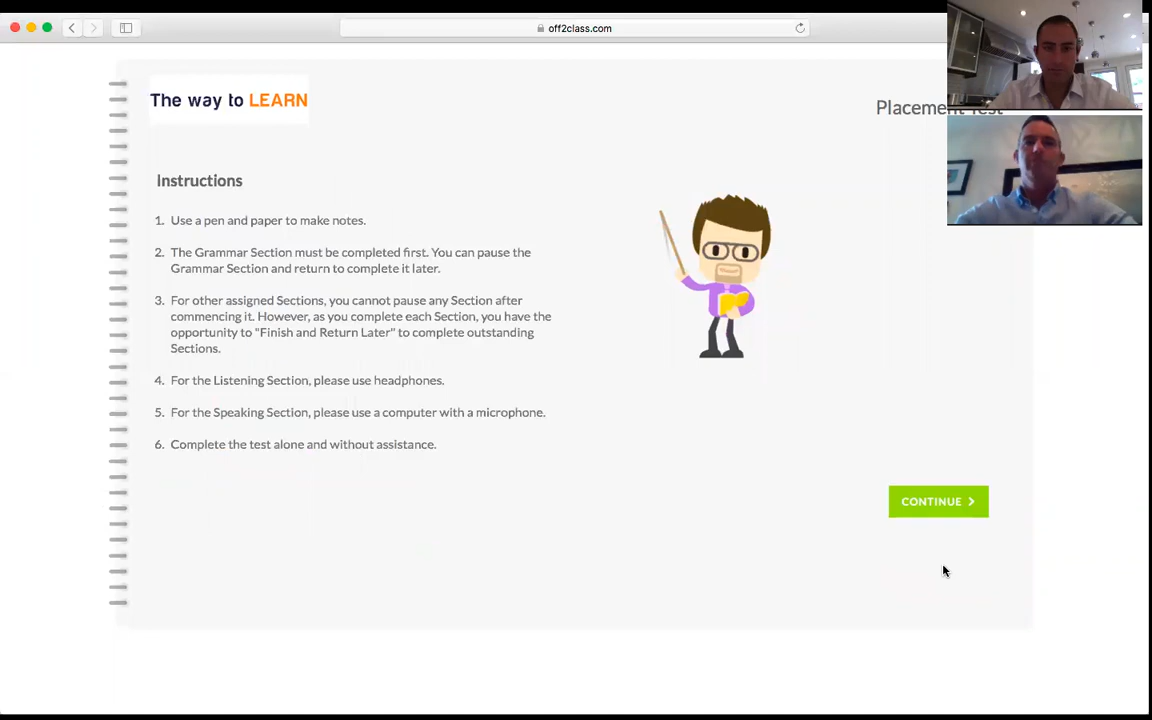 off2class.com
The way to LEARN
Placement Test
Instructions
1. Use a pen and paper to make notes.
2. The Grammar Section must be completed first. You can pause the
Grammar Section and return to complete it later.
3. For other assigned Sections, you cannot pause any Section after
commencing it. However, as you complete each Section, you have the
opportunity to "Finish and Return Later" to complete outstanding
Sections.
4. For the Listening Section, please use headphones.
5. For the Speaking Section, please use a computer with a microphone.
6. Complete the test alone and without assistance.
CONTINUE